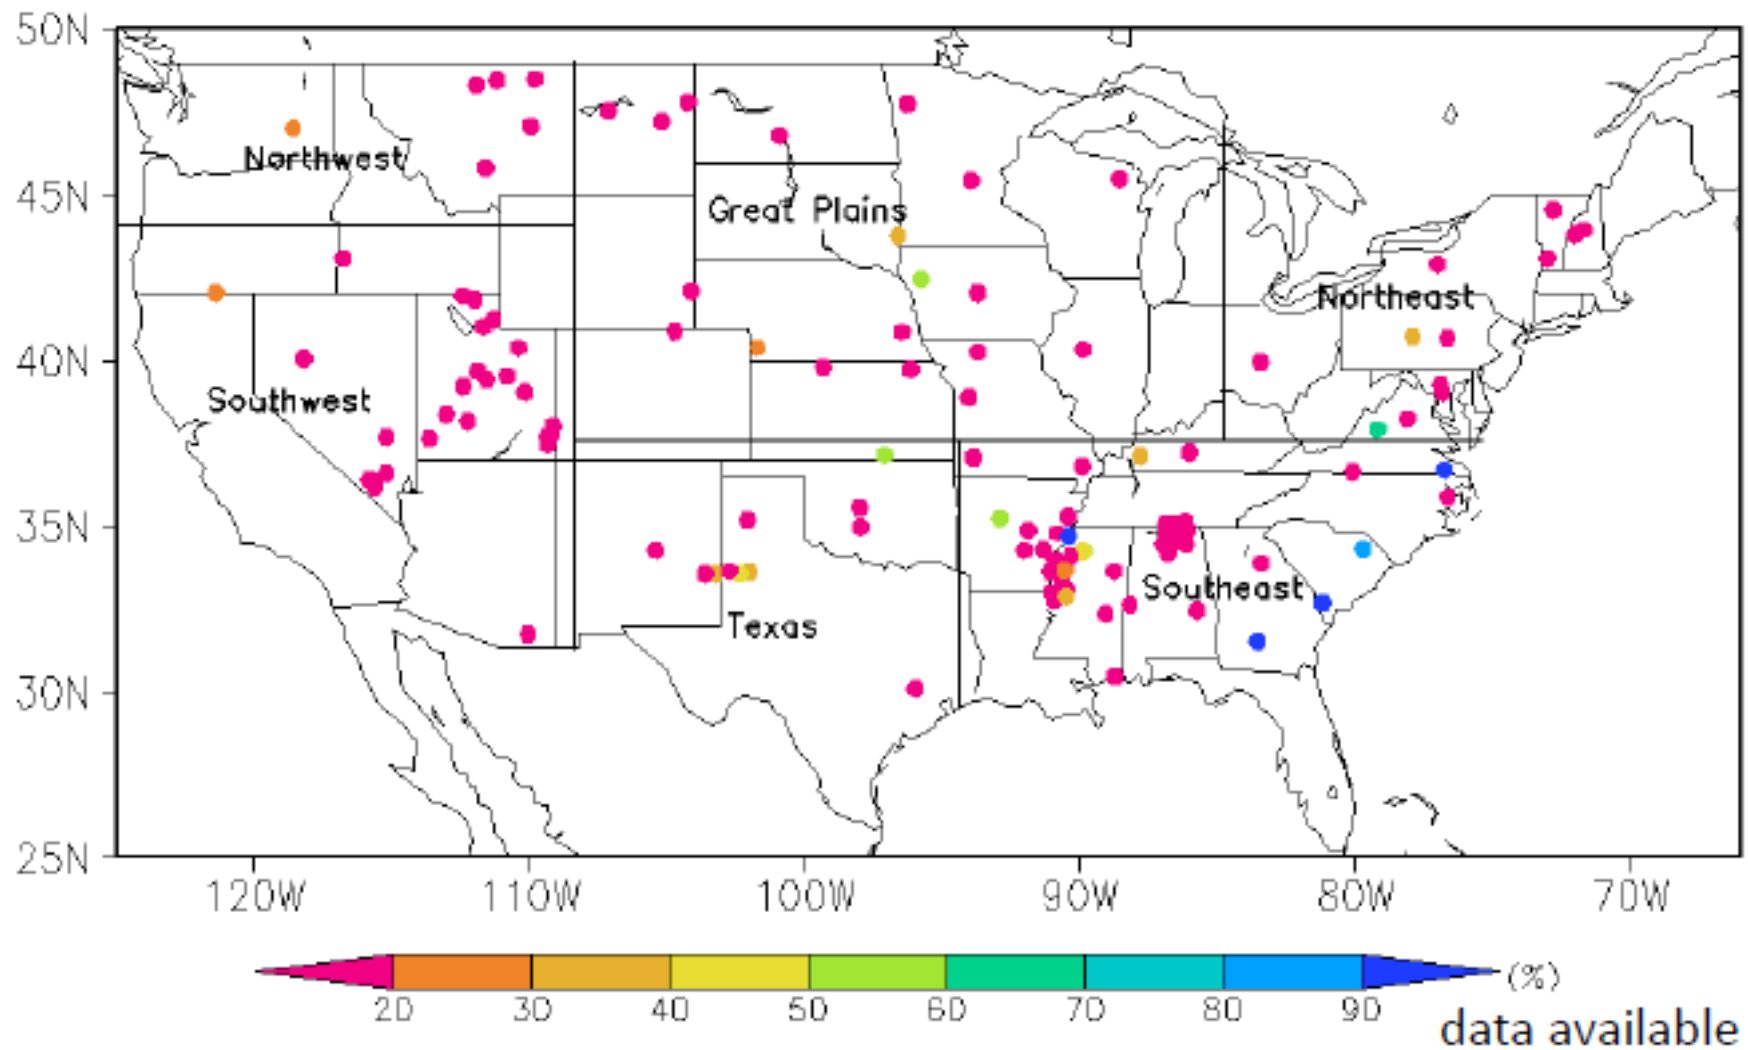 50N
Northwest
45N
Great Plains
Northeast
40N
Southwest
35N
Southeast
Texas
30N
25N
120W 110W 100W 90W 80W 70W
20 30 40 50 60 70 80 90 (%)
data available